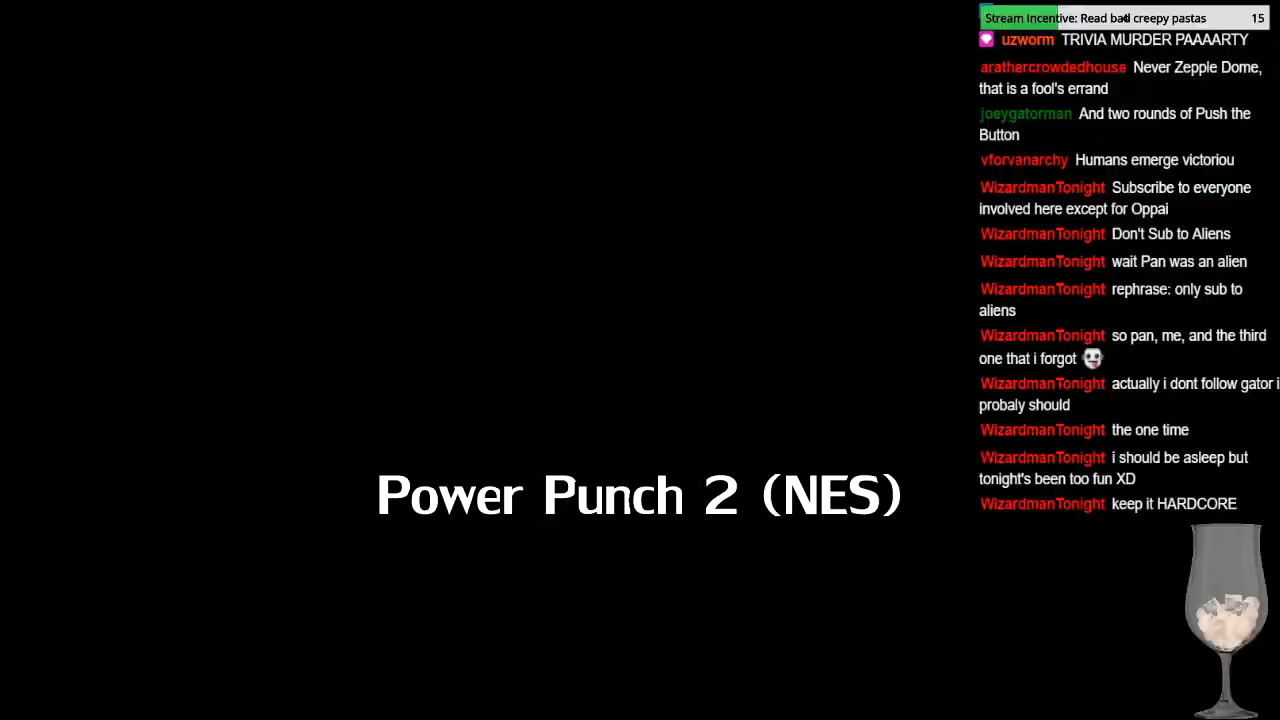 Stream Incentive: Read bad creepy pastas 4 15
uzworm TRIVIA MURDER PAAAARTY
arathercrowdedhouse Never Zepple Dome,
that is a fool's errand
joeygatorman And two rounds of Push the
Button
vforvanarchy Humans emerge victoriou
WizardmanTonight Subscribe to everyone
involved here except for Oppai
WizardmanTonight Don't Sub to Aliens
WizardmanTonight wait Pan was an alien
WizardmanTonight rephrase: only sub to
aliens
WizardmanTonight so pan, me, and the third
one that i forgot
WizardmanTonight actually i dont follow gator i
probaly should
WizardmanTonight the one time
WizardmanTonight i should be asleep but
tonight's been too fun XD
WizardmanTonight keep it HARDCORE
Power Punch 2 (NES)